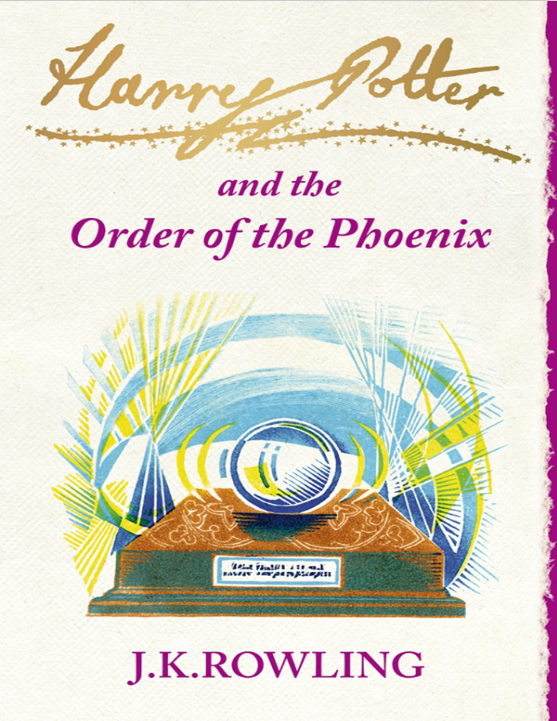 Harry Potter
and the
Order of the Phoenix
J.K.ROWLING